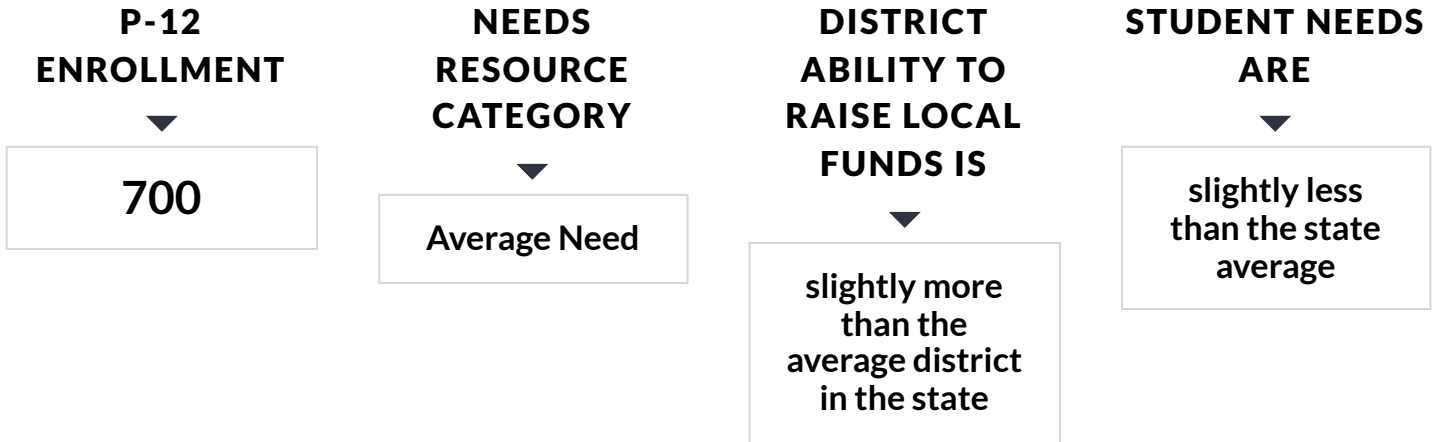 P-12
ENROLLMENT
700
NEEDS
RESOURCE
CATEGORY
Average Need
DISTRICT
ABILITY TO
RAISE LOCAL
FUNDS IS
slightly more
than the
average district
in the state
STUDENT NEEDS
ARE
slightly less
than the state
average